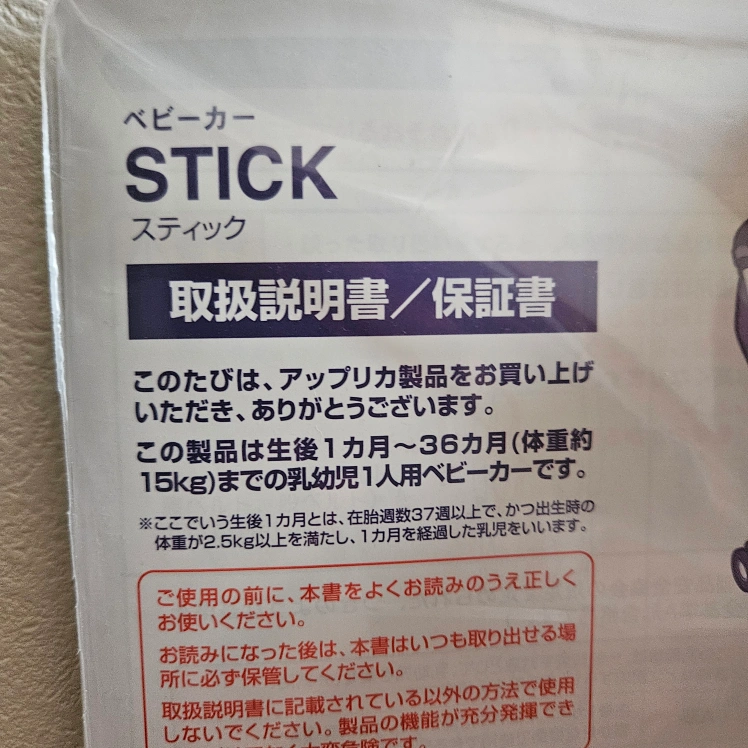 ベビーカー
STICK
スティック
取扱説明書／保証書
このたびは、アップリカ製品をお買い上げ
いただき、ありがとうございます。
この製品は生後1カ月～36カ月(体重約
15kg)までの乳幼児1人用ベビーカーです。
※ここでいう生後1カ月とは、在胎週数37週以上で、かつ出生時の
体重が2.5kg以上を満たし、1カ月を経過した乳児をいいます。
ご使用の前に、本書をよくお読みのうえ正しく
お使いください。
お読みになった後は、本書はいつも取り出せる場
所に必ず保管してください。
取扱説明書に記載されている以外の方法で使用
しないでください。製品の機能が充分発揮でき
大変危険です。